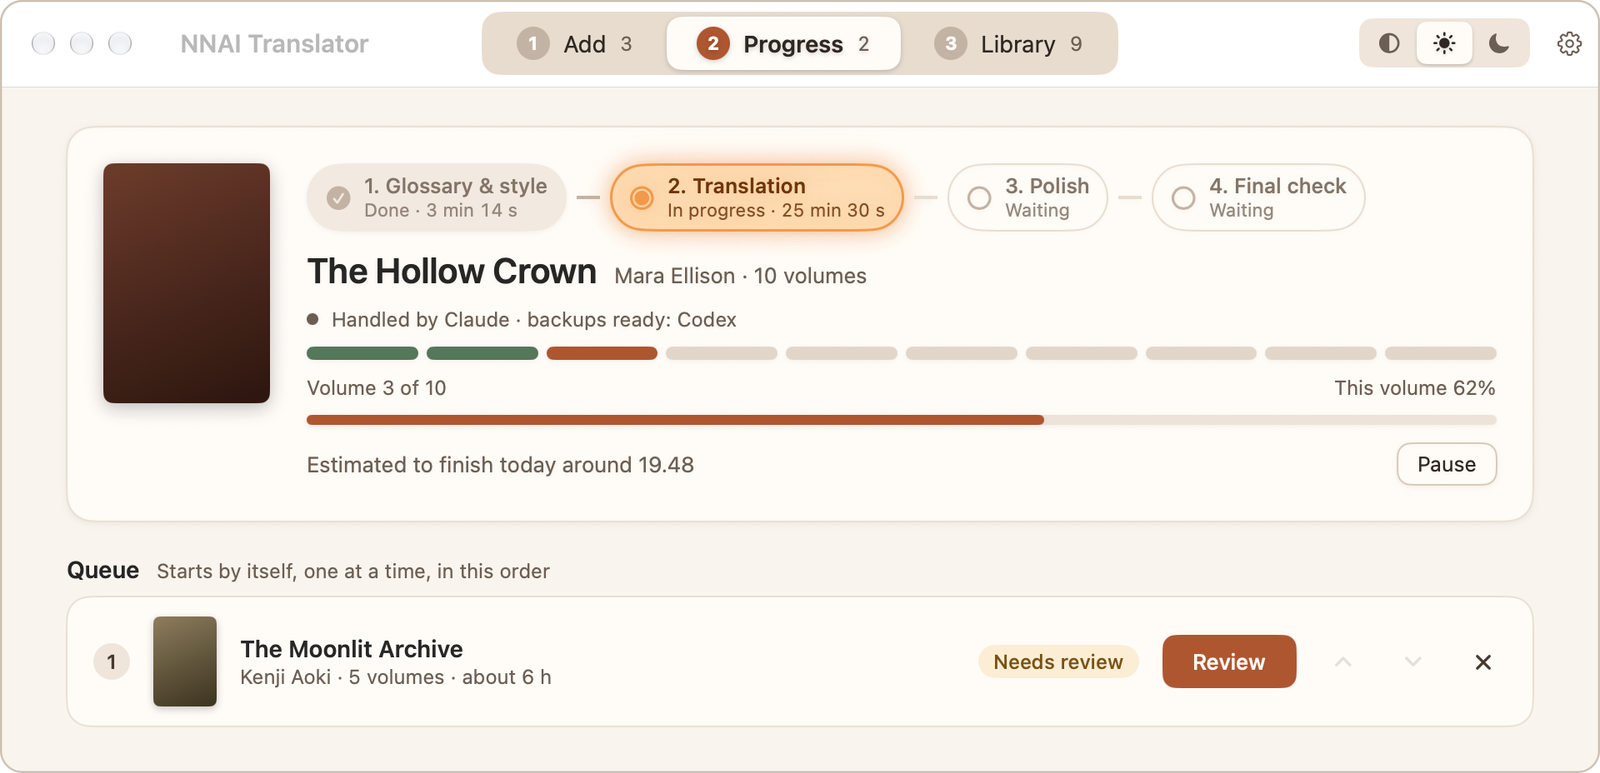 NNAI Translator
1 Add 3
2 Progress 2
3 Library 9
1. Glossary & style
Done · 3 min 14 s
2. Translation
In progress · 25 min 30 s
3. Polish
Waiting
4. Final check
Waiting
The Hollow Crown Mara Ellison · 10 volumes
Handled by Claude · backups ready: Codex
Volume 3 of 10
This volume 62%
Estimated to finish today around 19.48
Pause
Queue Starts by itself, one at a time, in this order
1
The Moonlit Archive
Kenji Aoki · 5 volumes · about 6 h
Needs review
Review